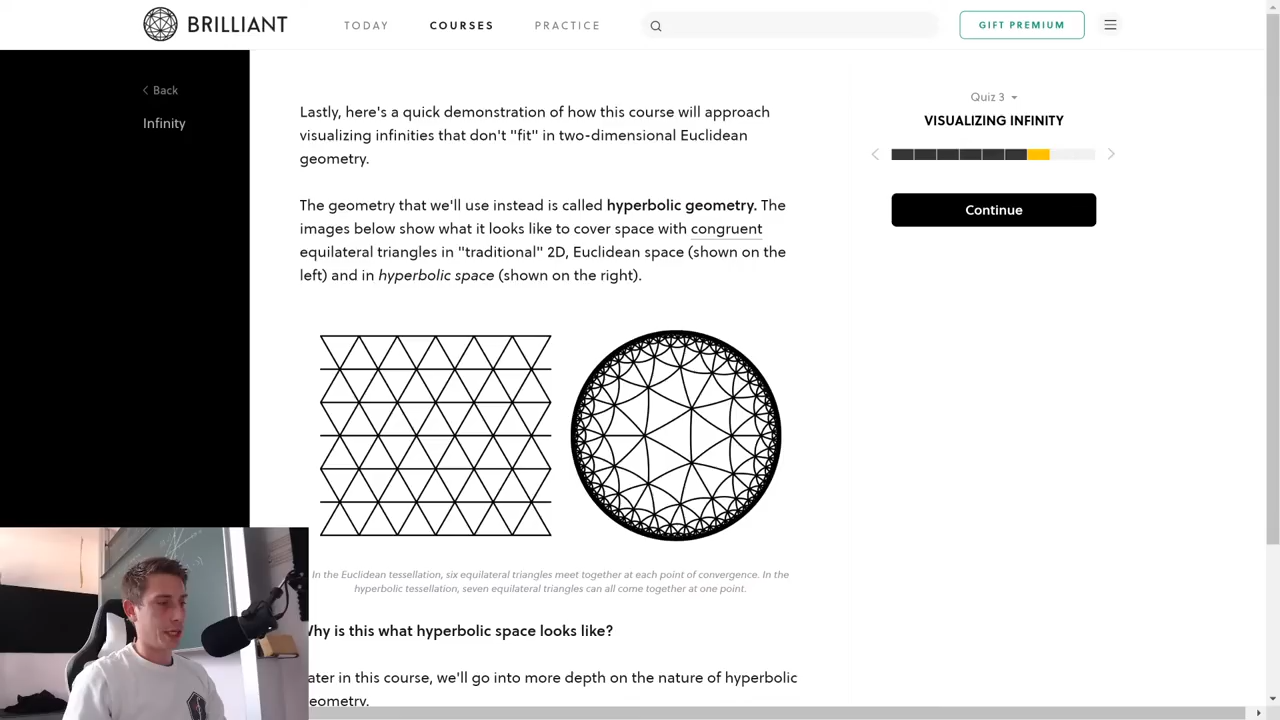 BRILLIANT
TODAY
COURSES
PRACTICE
GIFT PREMIUM
Back
Infinity
Lastly, here's a quick demonstration of how this course will approach
visualizing infinities that don't "fit" in two-dimensional Euclidean
geometry.
The geometry that we'll use instead is called hyperbolic geometry. The
images below show what it looks like to cover space with congruent
equilateral triangles in "traditional" 2D, Euclidean space (shown on the
left) and in hyperbolic space (shown on the right).
In the Euclidean tessellation, six equilateral triangles meet together at each point of convergence. In the
hyperbolic tessellation, seven equilateral triangles can all come together at one point.
Why is this what hyperbolic space looks like?
ater in this course, we'll go into more depth on the nature of hyperbolic
eometry.
Quiz 3
VISUALIZING INFINITY
Continue